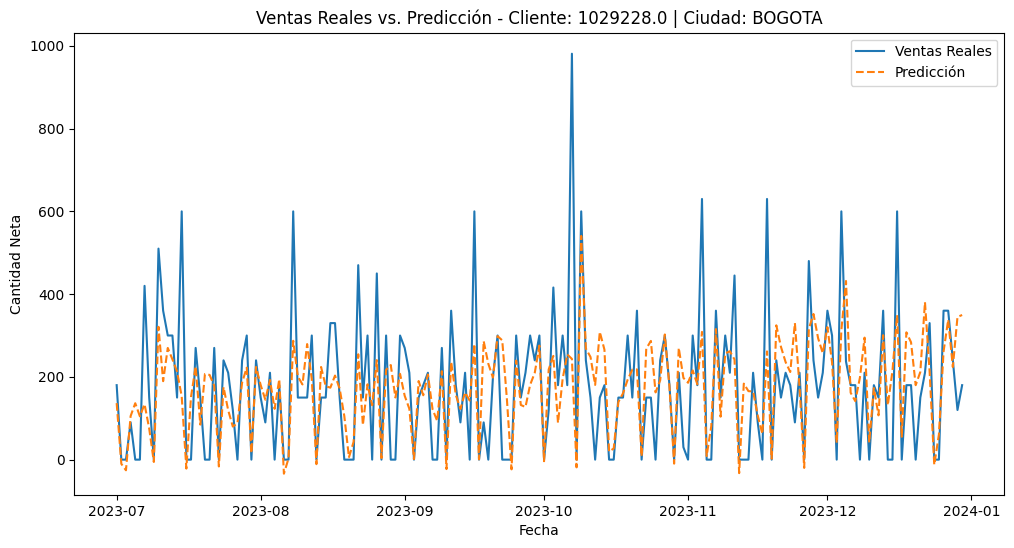 Ventas Reales vs. Predicción - Cliente: 1029228.0 | Ciudad: BOGOTA
Ventas Reales
Predicción
1000
800
600
400
200
0
Cantidad Neta
2023-07
2023-08
2023-09
2023-10
2023-11
2023-12
2024-01
Fecha